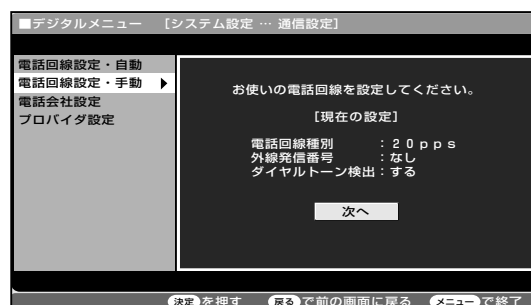 ■デジタルメニュー ［システム設定 … 通信設定］
電話回線設定・自動
電話回線設定・手動 ▶
電話会社設定
プロバイダ設定
お使いの電話回線を設定してください。
［現在の設定］
電話回線種別 ：２０ｐｐｓ
外線発信番号 ：なし
ダイヤルトーン検出：する
次へ
決定 を押す 戻る で前の画面に戻る メニュー で終了